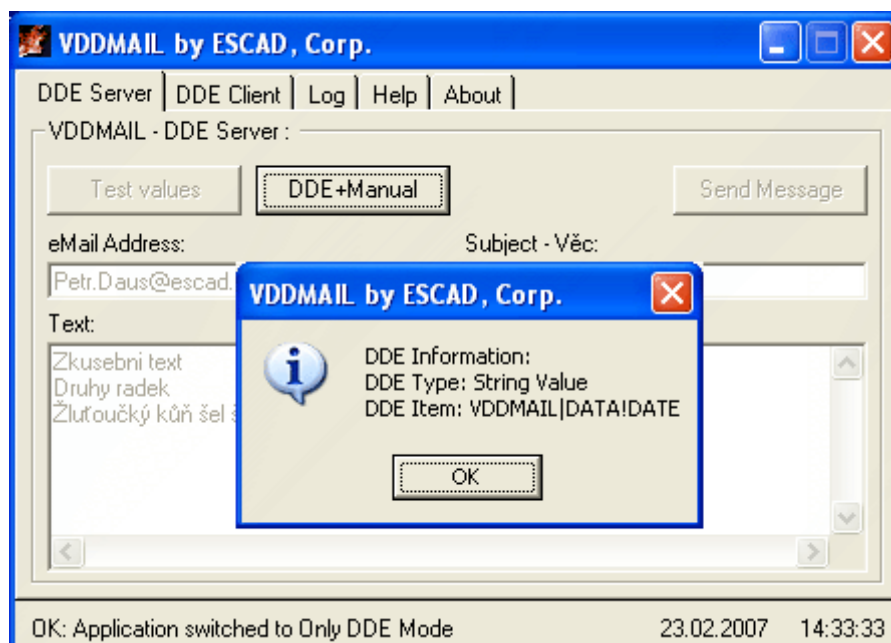 VDDMAIL by ESCAD, Corp.
DDE Server DDE Client Log Help About
VDDMAIL - DDE Server :
Test values DDE+Manual Send Message
eMail Address: Subject - Věc:
Petr.Daus@escad.
Text:
Zkusebni text
Druhy radek
Žluťoučký kůň šel
VDDMAIL by ESCAD, Corp.
DDE Information:
DDE Type: String Value
DDE Item: VDDMAIL|DATA!DATE
OK
OK: Application switched to Only DDE Mode 23.02.2007 14:33:33